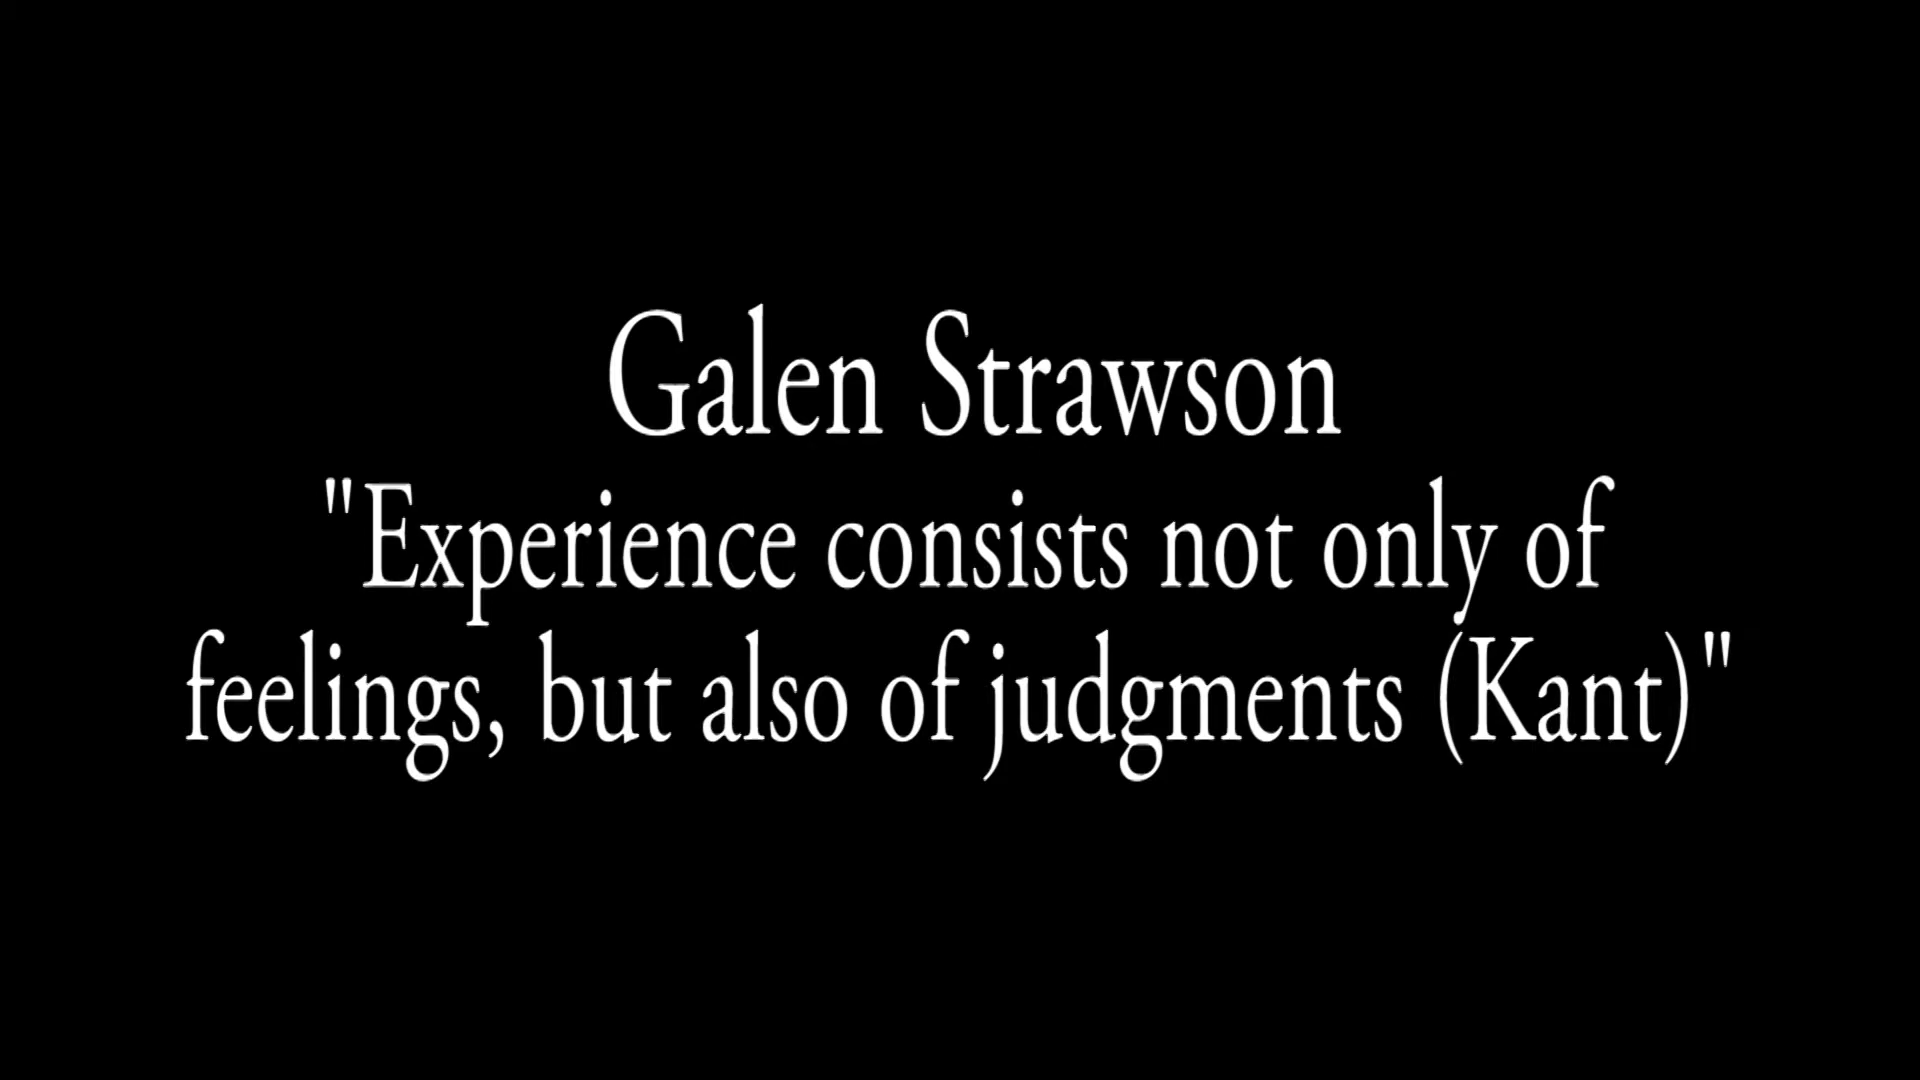 Galen Strawson
"Experience consists not only of
feelings, but also of judgments (Kant)"